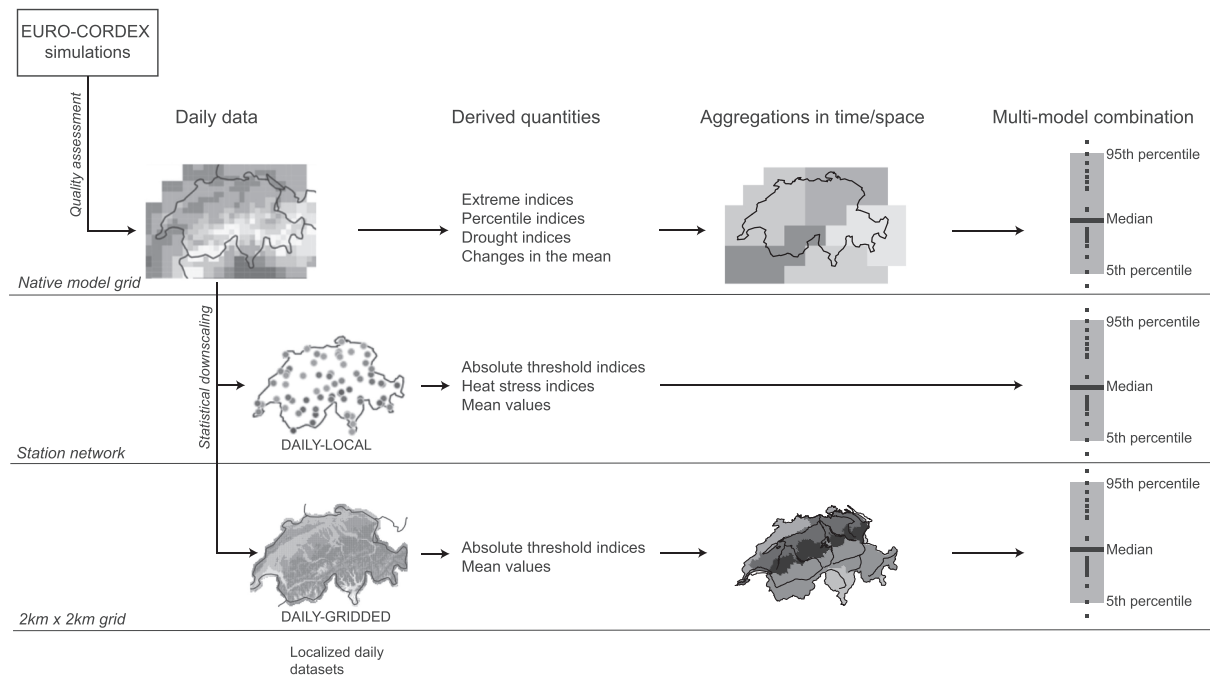 EURO-CORDEX
simulations
Quality assessment
Daily data
Derived quantities
Aggregations in time/space
Multi-model combination
Extreme indices
Percentile indices
Drought indices
Changes in the mean
95th percentile
Median
5th percentile
Native model grid
Statistical downscaling
DAILY-LOCAL
Absolute threshold indices
Heat stress indices
Mean values
95th percentile
Median
5th percentile
Station network
DAILY-GRIDDED
Absolute threshold indices
Mean values
95th percentile
Median
5th percentile
2km x 2km grid
Localized daily
datasets